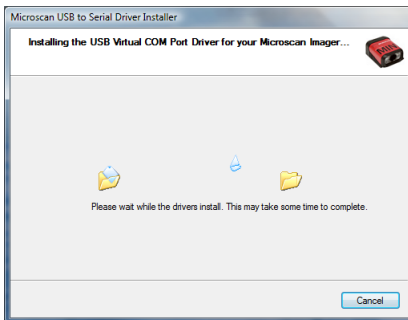 Microscan USB to Serial Driver Installer
Installing the USB Virtual COM Port Driver for your Microscan Imager...
Please wait while the drivers install. This may take some time to complete.
Cancel